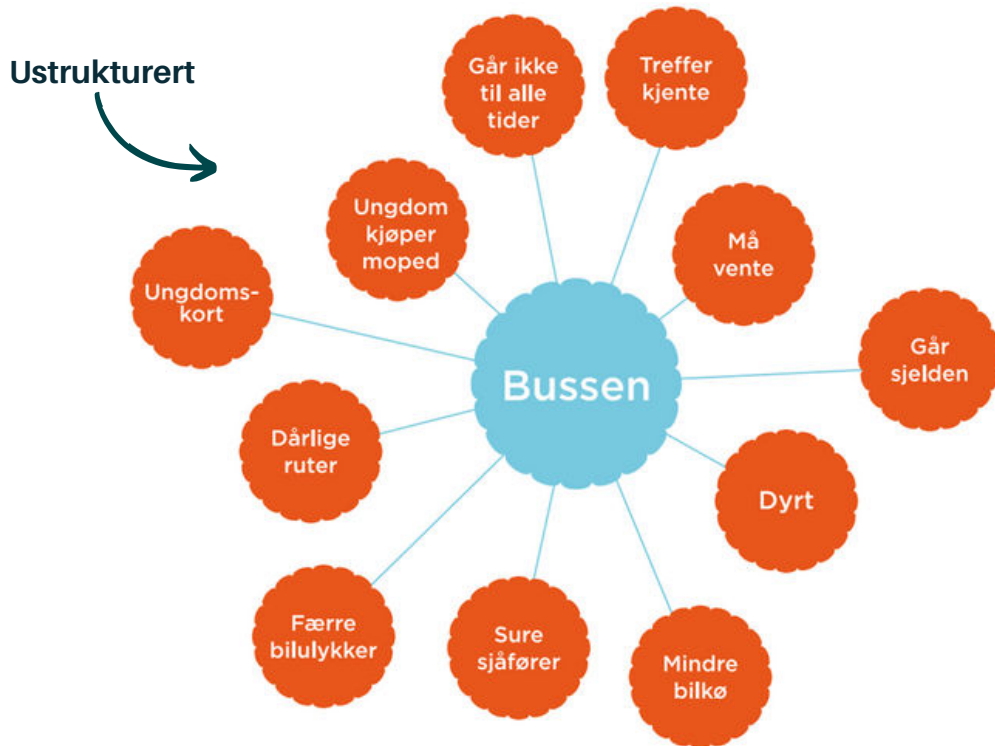 Ustrukturert
Går ikke
til alle
tider
Treffer
kjente
Ungdom
kjøper
moped
Må
vente
Ungdoms-
kort
Går
sjelden
Bussen
Dårlige
ruter
Dyrt
Færre
bilulykker
Sure
sjåfører
Mindre
bilkø